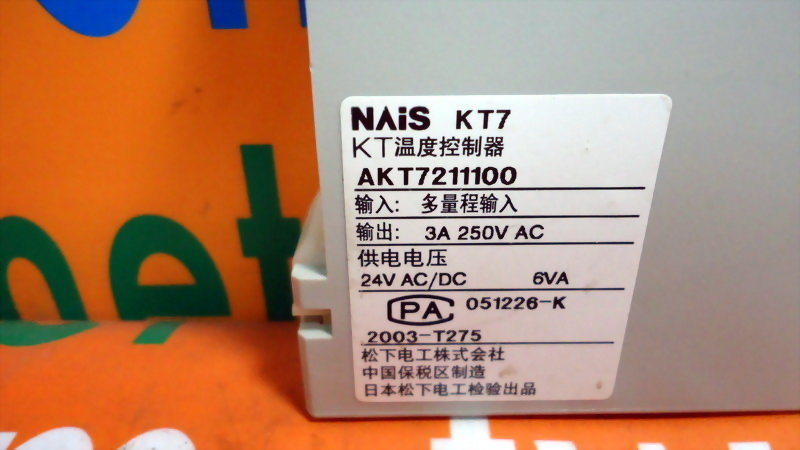 NAiS KT7
KT温度控制器
AKT7211100
输入: 多量程输入
输出: 3A 250V AC
供电电压
24V AC/DC 6VA
PA 051226-K
2003-T275
松下电工株式会社
中国保税区制造
日本松下电工检验出品